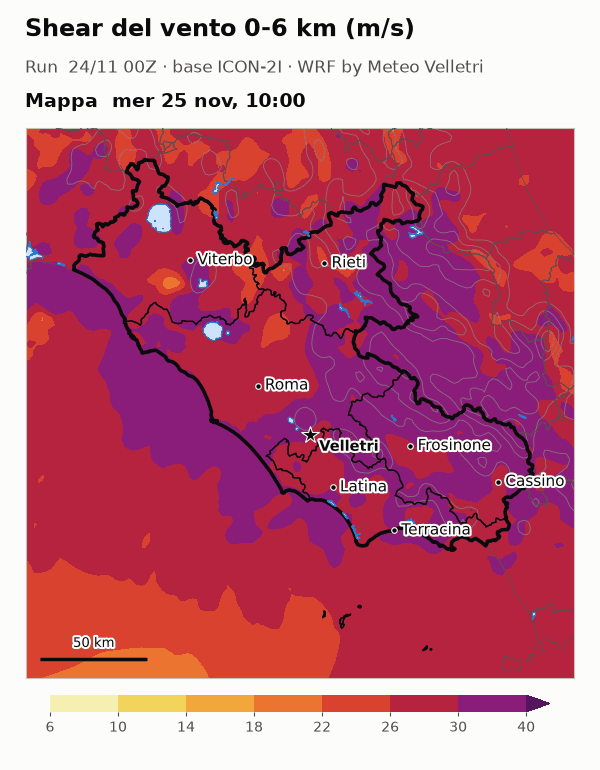 Shear del vento 0-6 km (m/s)
Run  24/11 00Z · base ICON-2I · WRF by Meteo Velletri
Mappa  mer 25 nov, 10:00
Viterbo
Rieti
Roma
Velletri
Frosinone
Cassino
Latina
Terracina
50 km
6 10 14 18 22 26 30 40